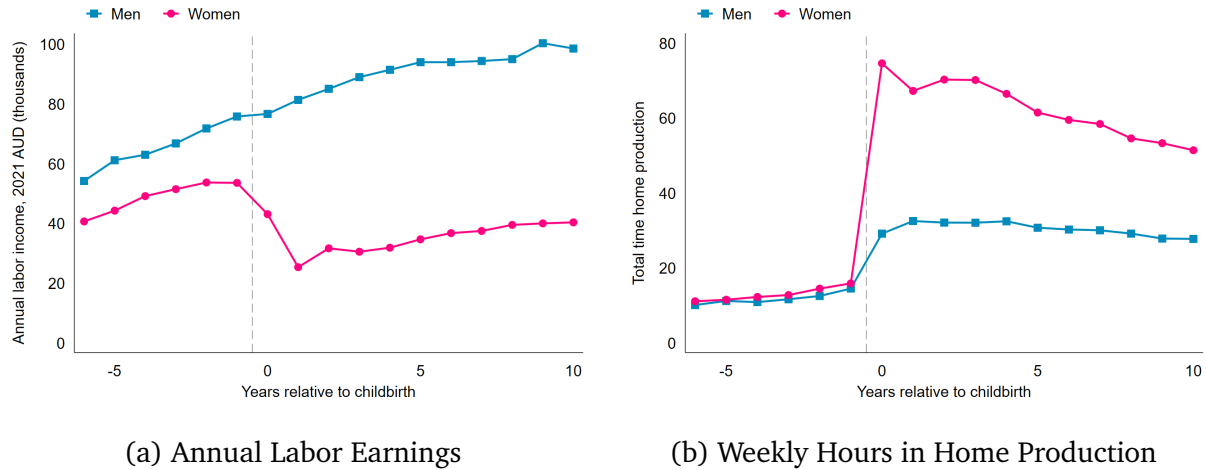 Men Women
Annual labor income, 2021 AUD (thousands)
100
80
60
40
20
0
-5 0 5 10
Years relative to childbirth
(a) Annual Labor Earnings
Men Women
Total time home production
80
60
40
20
0
-5 0 5 10
Years relative to childbirth
(b) Weekly Hours in Home Production